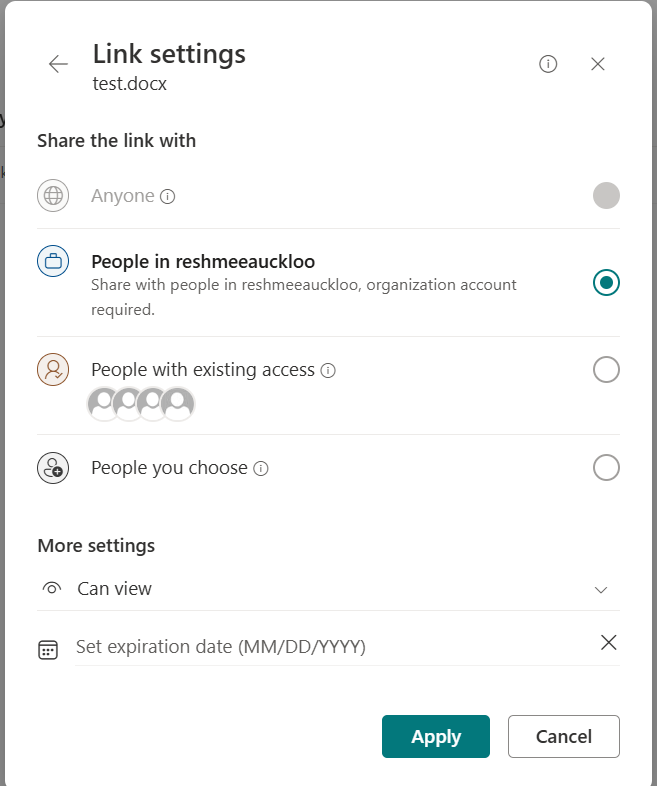 Link settings
test.docx
Share the link with
Anyone
People in reshmeeauckloo
Share with people in reshmeeauckloo, organization account
required.
People with existing access
People you choose
More settings
Can view
Set expiration date (MM/DD/YYYY)
Apply
Cancel